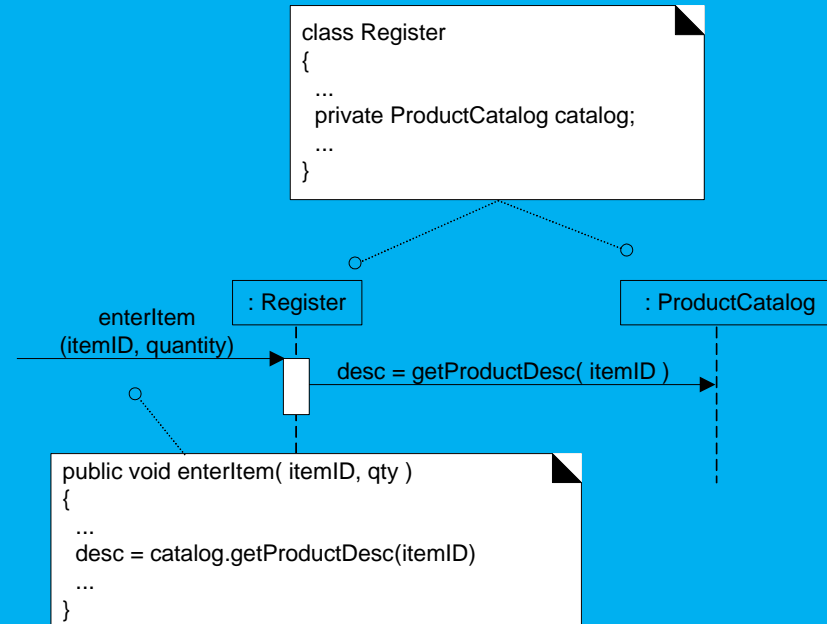 class Register
{
...
private ProductCatalog catalog;
...
}
: Register
: ProductCatalog
enterItem
(itemID, quantity)
desc = getProductDesc( itemID )
public void enterItem( itemID, qty )
{
...
desc = catalog.getProductDesc(itemID)
...
}